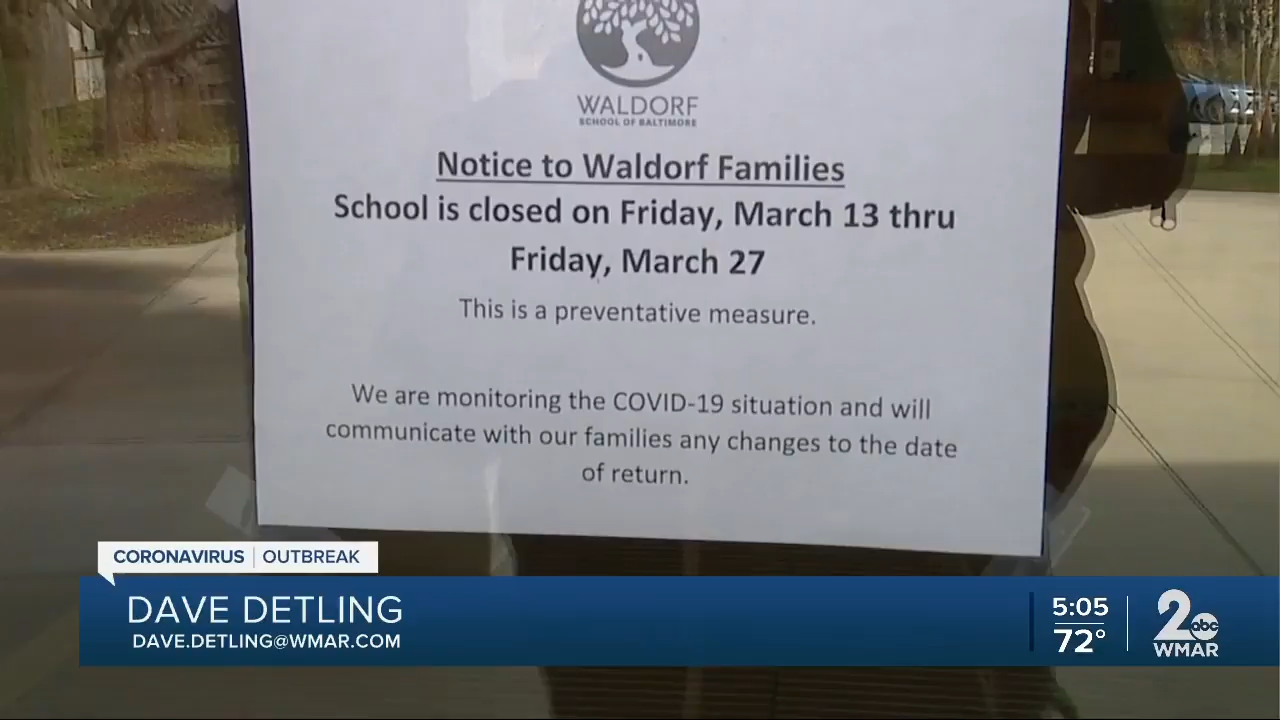 WALDORF
SCHOOL OF BALTIMORE
Notice to Waldorf Families
School is closed on Friday, March 13 thru
Friday, March 27
This is a preventative measure.
We are monitoring the COVID-19 situation and will
communicate with our families any changes to the date
of return.
CORONAVIRUS OUTBREAK
DAVE DETLING
DAVE.DETLING@WMAR.COM
5:05
72°
2 abc
WMAR